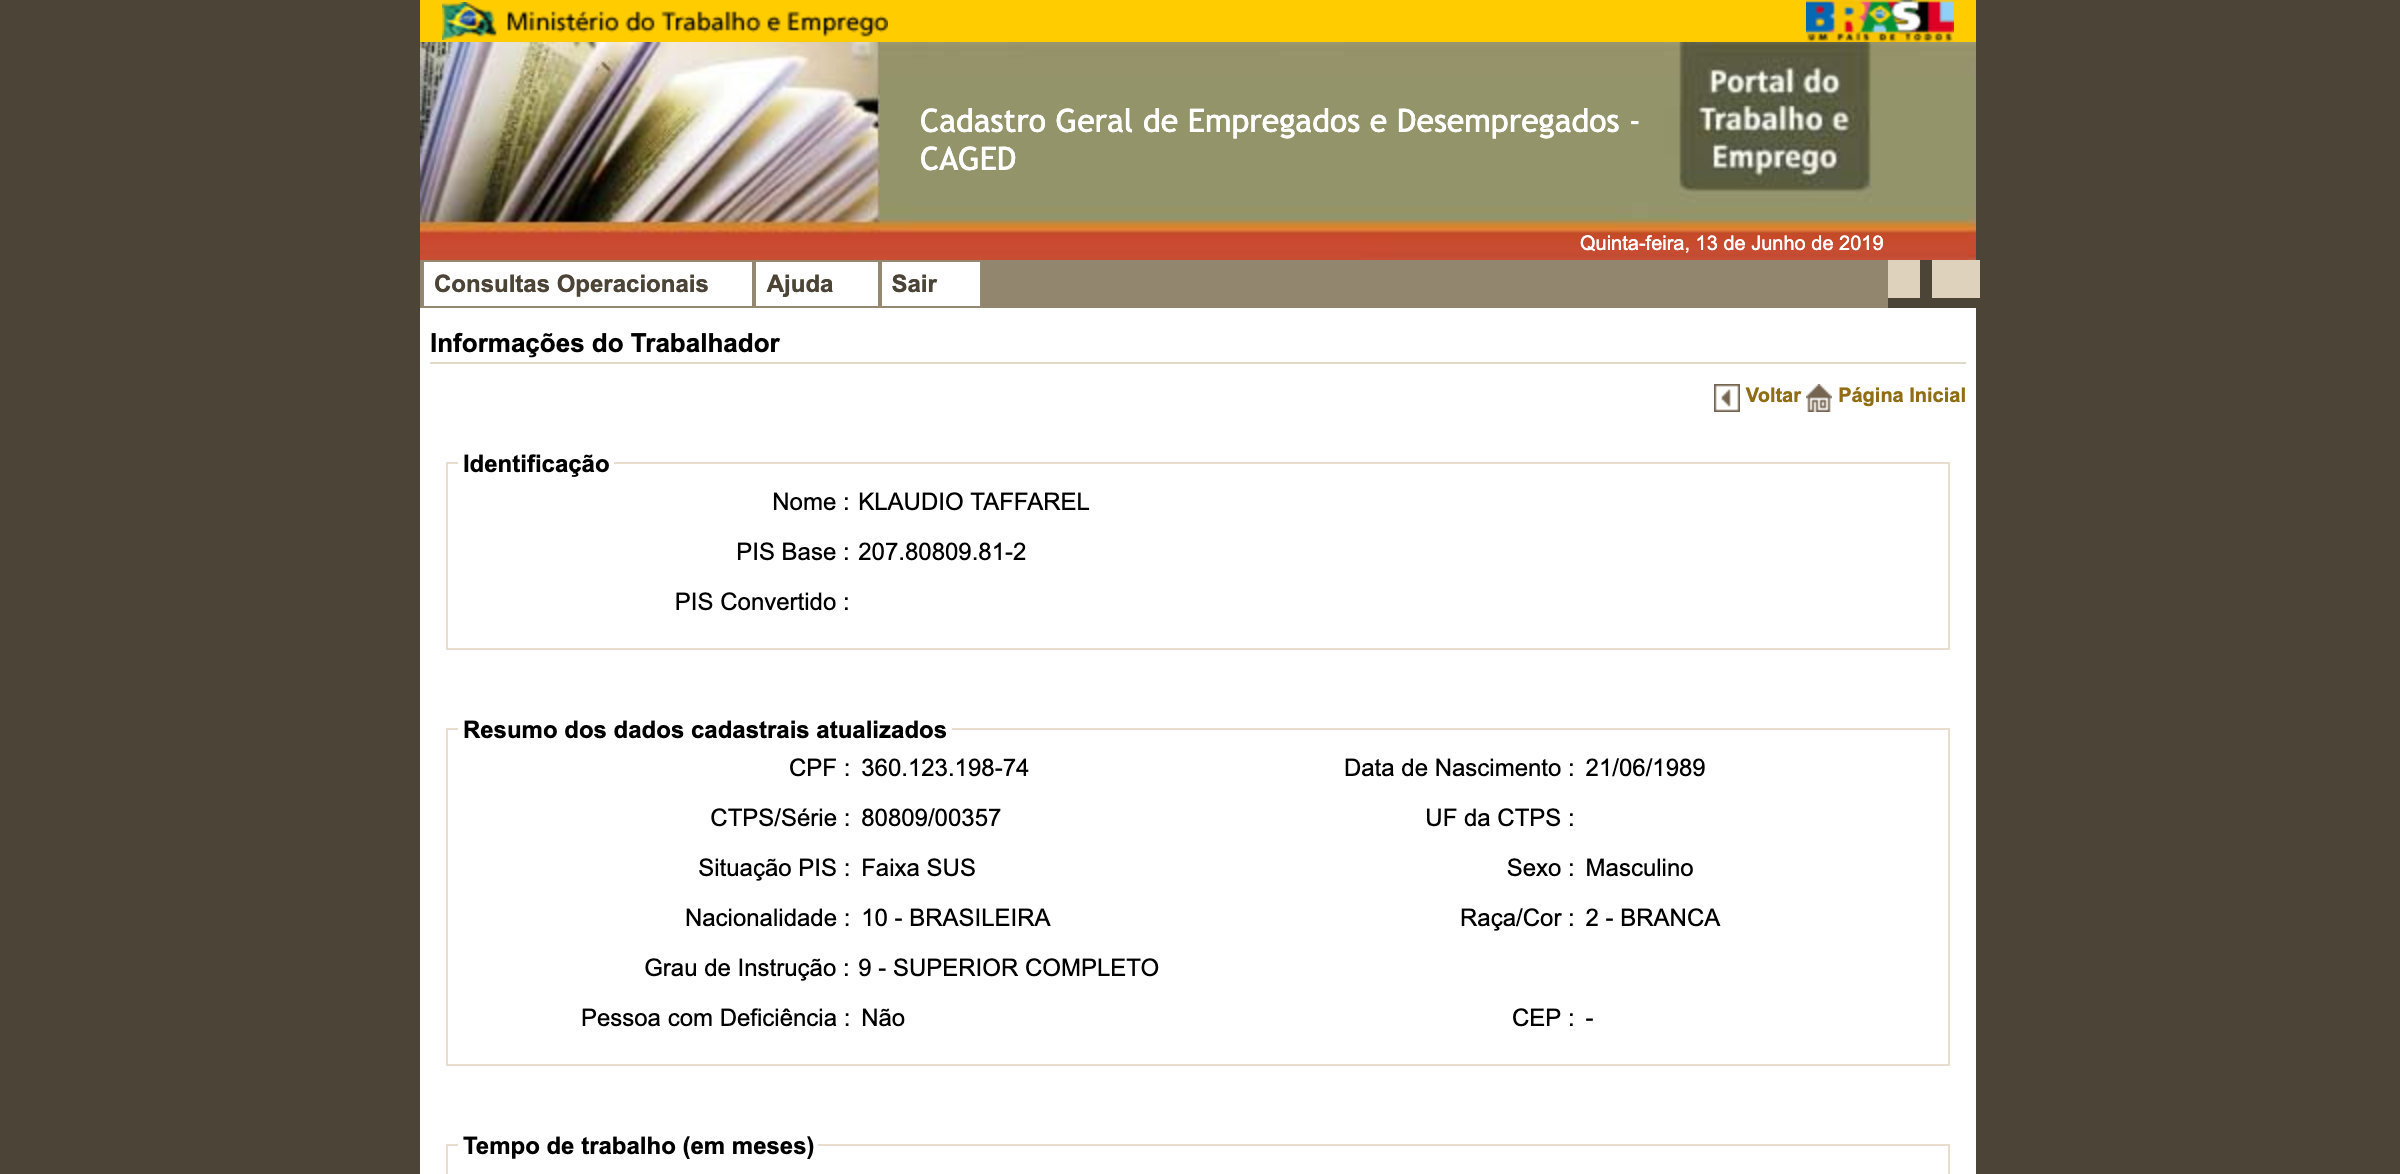 Ministério do Trabalho e Emprego
BRASIL
UM PAÍS DE TODOS
Cadastro Geral de Empregados e Desempregados -
CAGED
Portal do
Trabalho e
Emprego
Quinta-feira, 13 de Junho de 2019
Consultas Operacionais Ajuda Sair
Informações do Trabalhador
Voltar Página Inicial
Identificação
Nome : KLAUDIO TAFFAREL
PIS Base : 207.80809.81-2
PIS Convertido :
Resumo dos dados cadastrais atualizados
CPF : 360.123.198-74 Data de Nascimento : 21/06/1989
CTPS/Série : 80809/00357 UF da CTPS :
Situação PIS : Faixa SUS Sexo : Masculino
Nacionalidade : 10 - BRASILEIRA Raça/Cor : 2 - BRANCA
Grau de Instrução : 9 - SUPERIOR COMPLETO
Pessoa com Deficiência : Não CEP : -
Tempo de trabalho (em meses)